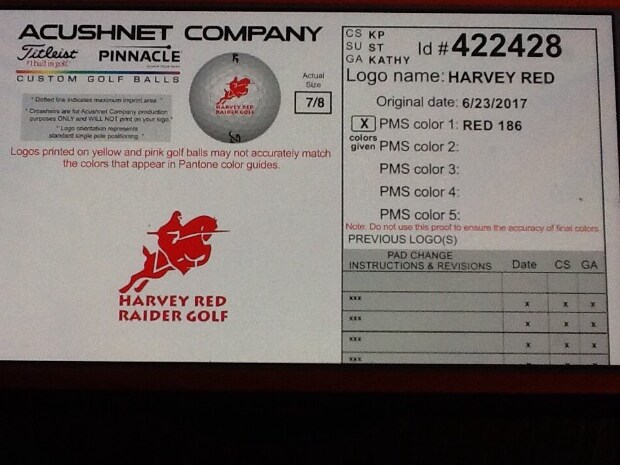 ACUSHNET COMPANY
Titleist
#1 ball in golf.
PINNACLE
CUSTOM GOLF BALLS
" Dotted line indicates maximum imprint area "
" Crosshairs are for Acushnet Company production
purposes ONLY and WILL NOT print on your logo."
" Logo orientation represents
standard single pole positioning. "
HARVEY RED
RAIDER GOLF
Actual
Size
7/8
Logos printed on yellow and pink golf balls may not accurately match
the colors that appear in Pantone color guides.
HARVEY RED
RAIDER GOLF
CS KP
SU ST
GA KATHY
Id #422428
Logo name: HARVEY RED
Original date: 6/23/2017
X PMS color 1: RED 186
colors
given PMS color 2:
PMS color 3:
PMS color 4:
PMS color 5:
Note: Do not use this proof to ensure the accuracy of final colors
PREVIOUS LOGO(S)
PAD CHANGE
INSTRUCTIONS & REVISIONS Date CS GA
xxx x x x
xxx x x x
xxx x x x
xxx x x x